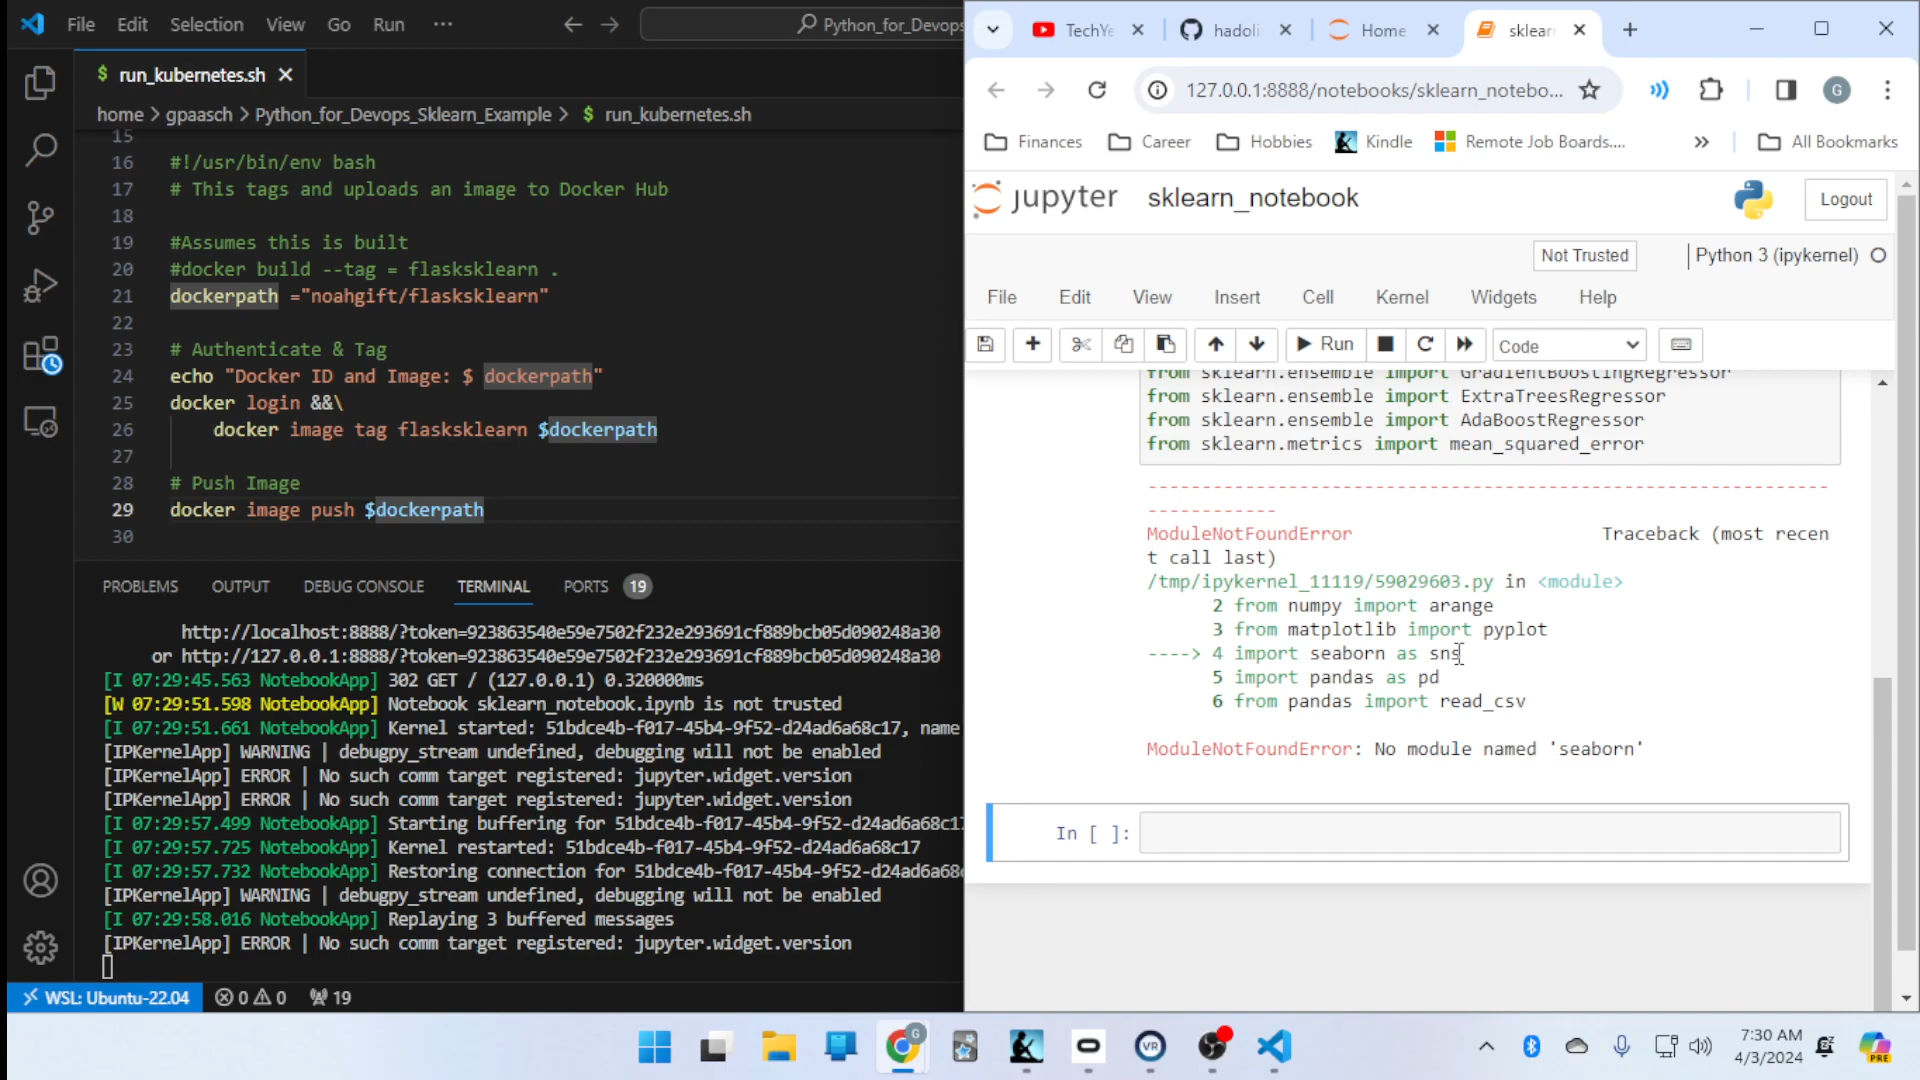 File Edit Selection View Go Run ...
Python_for_Devops
$ run_kubernetes.sh
home > gpaasch > Python_for_Devops_Sklearn_Example > $ run_kubernetes.sh
15
16 #!/usr/bin/env bash
17 # This tags and uploads an image to Docker Hub
18
19 #Assumes this is built
20 #docker build --tag = flasksklearn .
21 dockerpath ="noahgift/flasksklearn"
22
23 # Authenticate & Tag
24 echo "Docker ID and Image: $ dockerpath"
25 docker login &&\
26 docker image tag flasksklearn $dockerpath
27
28 # Push Image
29 docker image push $dockerpath
30
PROBLEMS OUTPUT DEBUG CONSOLE TERMINAL PORTS 19
http://localhost:8888/?token=923863540e59e7502f232e293691cf889bcb05d090248a30
or http://127.0.0.1:8888/?token=923863540e59e7502f232e293691cf889bcb05d090248a30
[I 07:29:45.563 NotebookApp] 302 GET / (127.0.0.1) 0.320000ms
[W 07:29:51.598 NotebookApp] Notebook sklearn_notebook.ipynb is not trusted
[I 07:29:51.661 NotebookApp] Kernel started: 51bdce4b-f017-45b4-9f52-d24ad6a68c17, name
[IPKernelApp] WARNING | debugpy_stream undefined, debugging will not be enabled
[IPKernelApp] ERROR | No such comm target registered: jupyter.widget.version
[IPKernelApp] ERROR | No such comm target registered: jupyter.widget.version
[I 07:29:57.499 NotebookApp] Starting buffering for 51bdce4b-f017-45b4-9f52-d24ad6a68c17
[I 07:29:57.725 NotebookApp] Kernel restarted: 51bdce4b-f017-45b4-9f52-d24ad6a68c17
[I 07:29:57.732 NotebookApp] Restoring connection for 51bdce4b-f017-45b4-9f52-d24ad6a68
[IPKernelApp] WARNING | debugpy_stream undefined, debugging will not be enabled
[I 07:29:58.016 NotebookApp] Replaying 3 buffered messages
[IPKernelApp] ERROR | No such comm target registered: jupyter.widget.version
WSL: Ubuntu-22.04 0 0 19
TechYe hadoli Home sklearn
127.0.0.1:8888/notebooks/sklearn_notebo... G
Finances Career Hobbies Kindle Remote Job Boards.... » All Bookmarks
jupyter sklearn_notebook Logout
Not Trusted Python 3 (ipykernel)
File Edit View Insert Cell Kernel Widgets Help
Run Code
from sklearn.ensemble import GradientBoostingRegressor
from sklearn.ensemble import ExtraTreesRegressor
from sklearn.ensemble import AdaBoostRegressor
from sklearn.metrics import mean_squared_error
---------------------------------------------------------------
------------
ModuleNotFoundError Traceback (most recen
t call last)
/tmp/ipykernel_11119/59029603.py in <module>
2 from numpy import arange
3 from matplotlib import pyplot
----> 4 import seaborn as sns
5 import pandas as pd
6 from pandas import read_csv
ModuleNotFoundError: No module named 'seaborn'
In [ ]:
G
VR
7:30 AM
4/3/2024
PRE